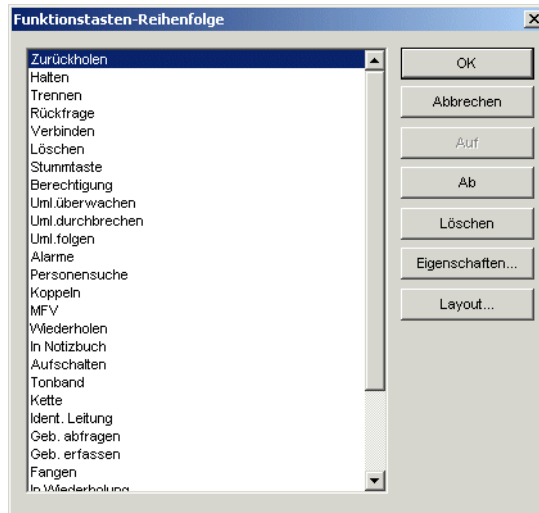 Funktionstasten-Reihenfolge
Zurückholen
Halten
Trennen
Rückfrage
Verbinden
Löschen
Stummtaste
Berechtigung
Uml.überwachen
Uml.durchbrechen
Uml.folgen
Alarme
Personensuche
Koppeln
MFV
Wiederholen
In Notizbuch
Aufschalten
Tonband
Kette
Ident. Leitung
Geb. abfragen
Geb. erfassen
Fangen
In Wiederholung
OK
Abbrechen
Auf
Ab
Löschen
Eigenschaften...
Layout...